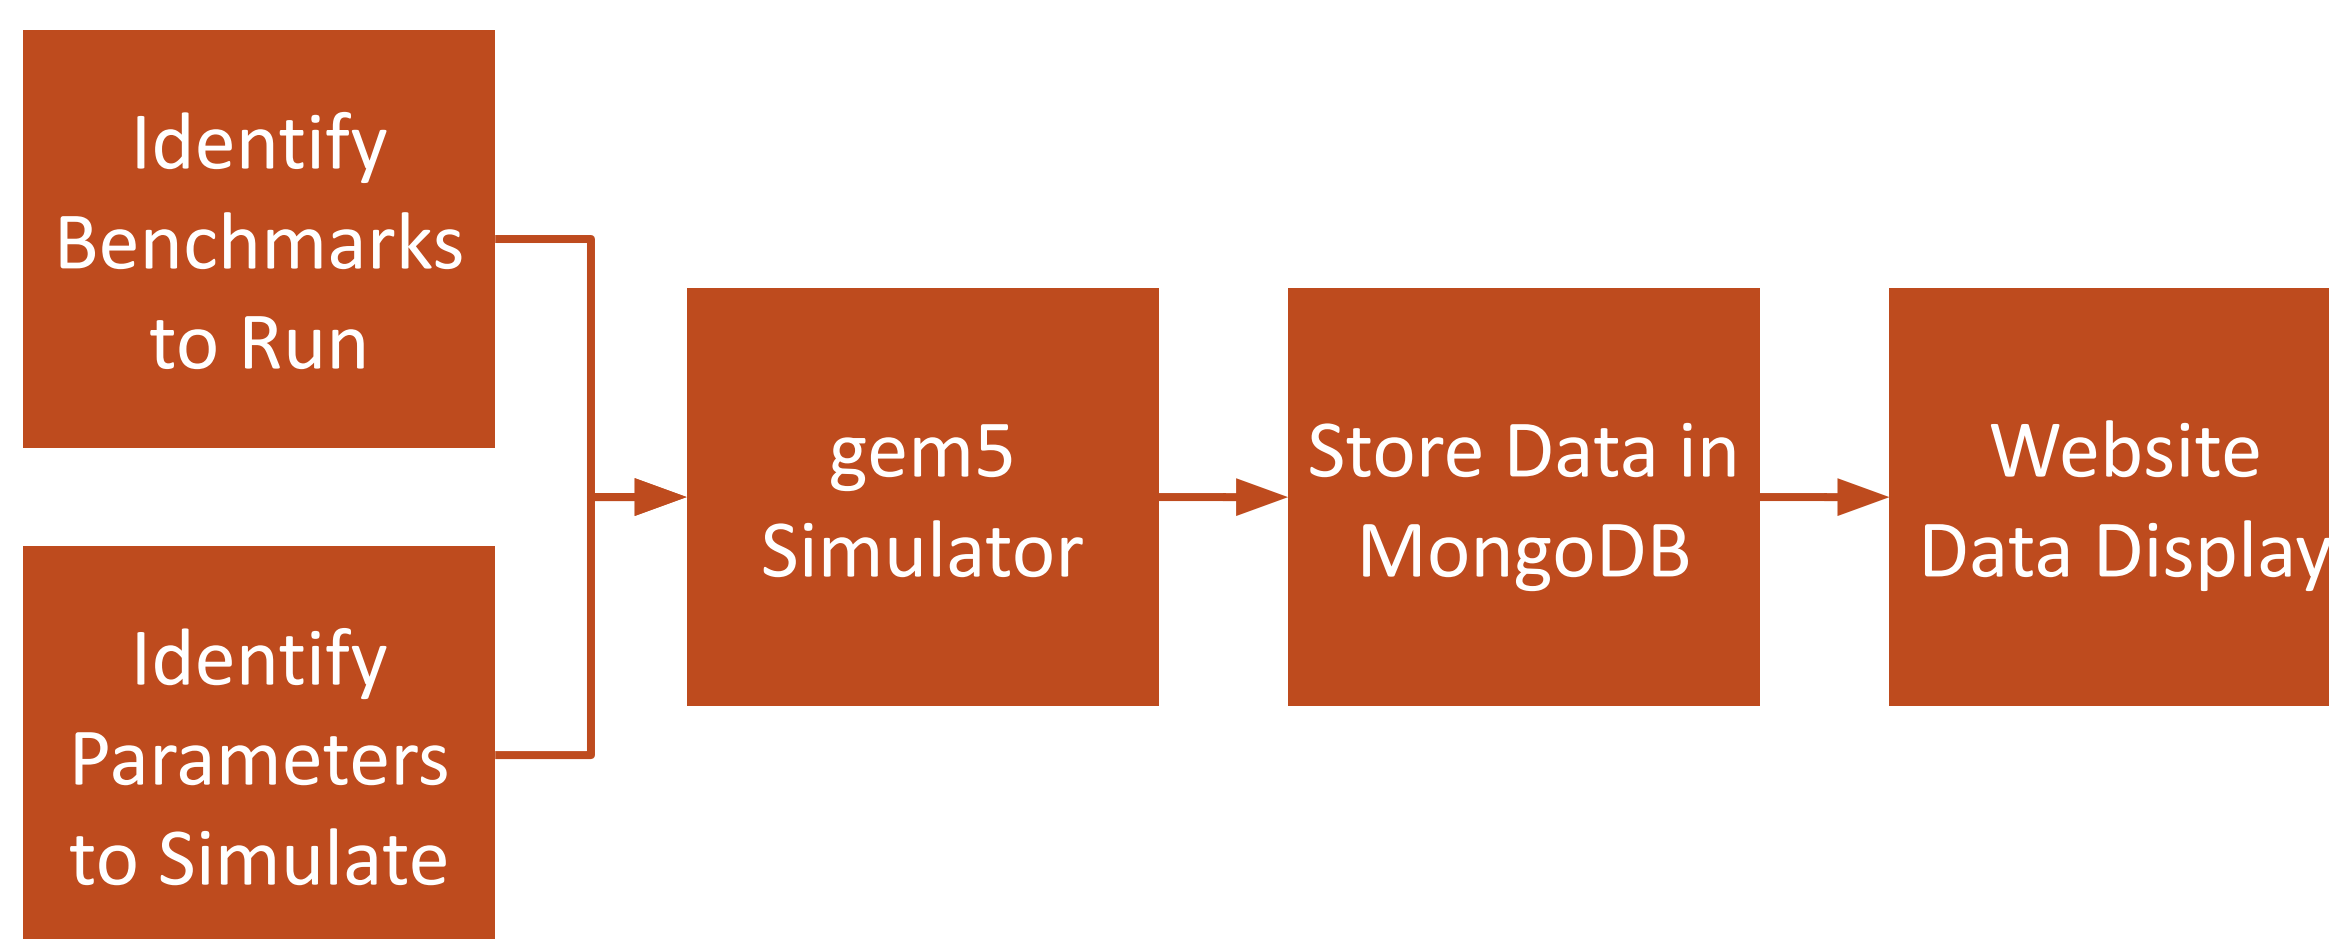 Identify
Benchmarks
to Run
Identify
Parameters
to Simulate
gem5
Simulator
Store Data in
MongoDB
Website
Data Display